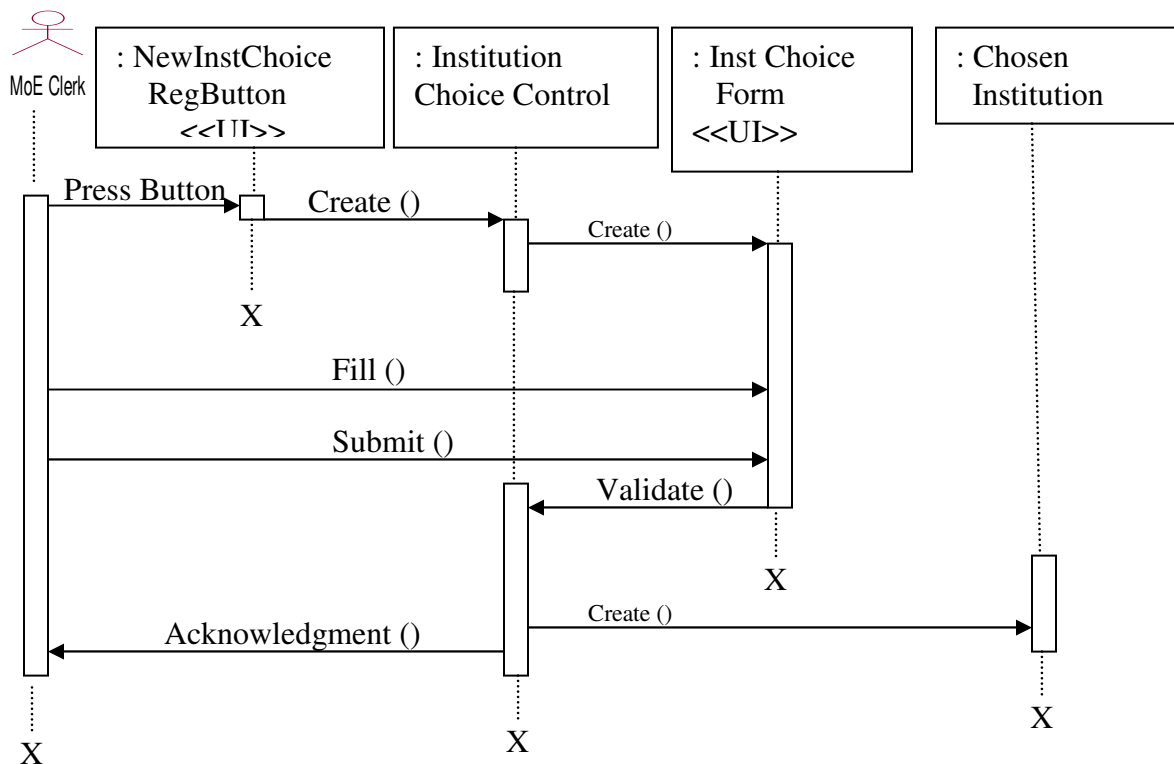 MoE Clerk
: NewInstChoice
RegButton
<<UI>>
: Institution
Choice Control
: Inst Choice
Form
<<UI>>
: Chosen
Institution
Press Button
Create ()
Create ()
X
Fill ()
Submit ()
Validate ()
X
Create ()
Acknowledgment ()
X
X
X